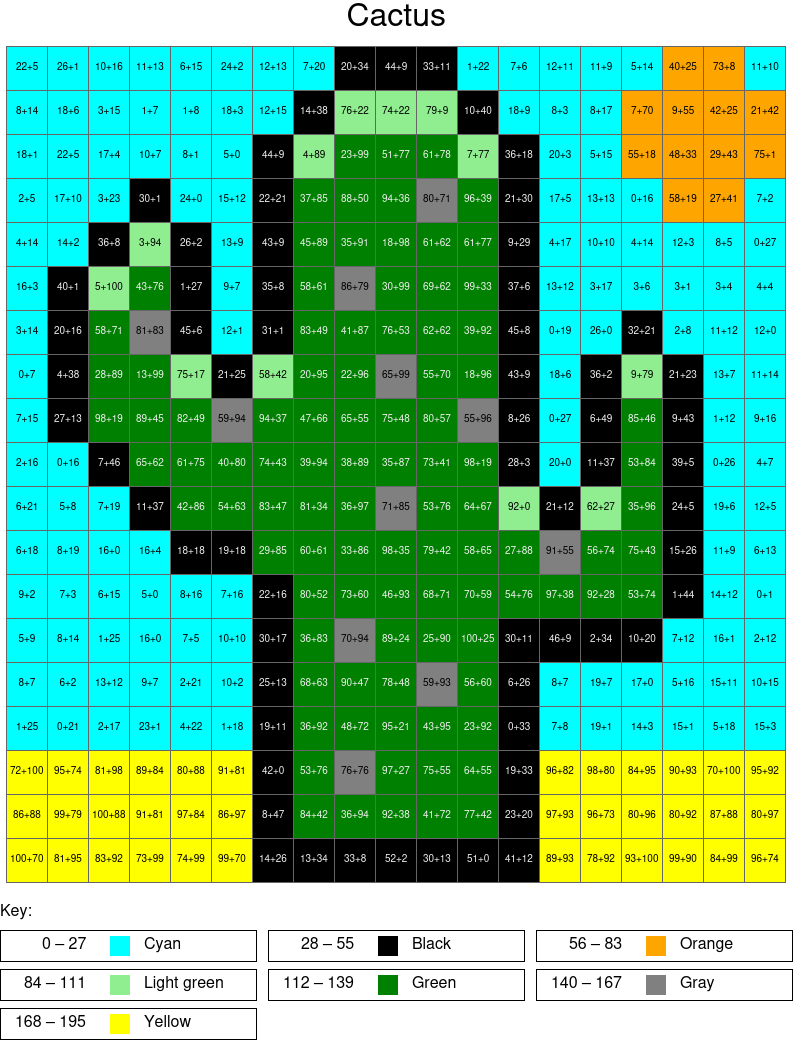 Cactus
22+5 26+1 10+16 11+13 6+15 24+2 12+13 7+20 20+34 44+9 33+11 1+22 7+6 12+11 11+9 5+14 40+25 73+8 11+10
8+14 18+6 3+15 1+7 1+8 18+3 12+15 14+38 76+22 74+22 79+9 10+40 18+9 8+3 8+17 7+70 9+55 42+25 21+42
18+1 22+5 17+4 10+7 8+1 5+0 44+9 4+89 23+99 51+77 61+78 7+77 36+18 20+3 5+15 55+18 48+33 29+43 75+1
2+5 17+10 3+23 30+1 24+0 15+12 22+21 37+85 88+50 94+36 80+71 96+39 21+30 17+5 13+13 0+16 58+19 27+41 7+2
4+14 14+2 36+8 3+94 26+2 13+9 43+9 45+89 35+91 18+98 61+62 61+77 9+29 4+17 10+10 4+14 12+3 8+5 0+27
16+3 40+1 5+100 43+76 1+27 9+7 35+8 58+61 86+79 30+99 69+62 99+33 37+6 13+12 3+17 3+6 3+1 3+4 4+4
3+14 20+16 58+71 81+83 45+6 12+1 31+1 83+49 41+87 76+53 62+62 39+92 45+8 0+19 26+0 32+21 2+8 11+12 12+0
0+7 4+38 28+89 13+99 75+17 21+25 58+42 20+95 22+96 65+99 55+70 18+96 43+9 18+6 36+2 9+79 21+23 13+7 11+14
7+15 27+13 98+19 89+45 82+49 59+94 94+37 47+66 65+55 75+48 80+57 55+96 8+26 0+27 6+49 85+46 9+43 1+12 9+16
2+16 0+16 7+46 65+62 61+75 40+80 74+43 39+94 38+89 35+87 73+41 98+19 28+3 20+0 11+37 53+84 39+5 0+26 4+7
6+21 5+8 7+19 11+37 42+86 54+63 83+47 81+34 36+97 71+85 53+76 64+67 92+0 21+12 62+27 35+96 24+5 19+6 12+5
6+18 8+19 16+0 16+4 18+18 19+18 29+85 60+61 33+86 98+35 79+42 58+65 27+88 91+55 56+74 75+43 15+26 11+9 6+13
9+2 7+3 6+15 5+0 8+16 7+16 22+16 80+52 73+60 46+93 68+71 70+59 54+76 97+38 92+28 53+74 1+44 14+12 0+1
5+9 8+14 1+25 16+0 7+5 10+10 30+17 36+83 70+94 89+24 25+90 100+25 30+11 46+9 2+34 10+20 7+12 16+1 2+12
8+7 6+2 13+12 9+7 2+21 10+2 25+13 68+63 90+47 78+48 59+93 56+60 6+26 8+7 19+7 17+0 5+16 15+11 10+15
1+25 0+21 2+17 23+1 4+22 1+18 19+11 36+92 48+72 95+21 43+95 23+92 0+33 7+8 19+1 14+3 15+1 5+18 15+3
72+100 95+74 81+98 89+84 80+88 91+81 42+0 53+76 76+76 97+27 75+55 64+55 19+33 96+82 98+80 84+95 90+93 70+100 95+92
86+88 99+79 100+88 91+81 97+84 86+97 8+47 84+42 36+94 92+38 41+72 77+42 23+20 97+93 96+73 80+96 80+92 87+88 80+97
100+70 81+95 83+92 73+99 74+99 99+70 14+26 13+34 33+8 52+2 30+13 51+0 41+12 89+93 78+92 93+100 99+90 84+99 96+74
Key:
0 – 27 Cyan 28 – 55 Black 56 – 83 Orange
84 – 111 Light green 112 – 139 Green 140 – 167 Gray
168 – 195 Yellow